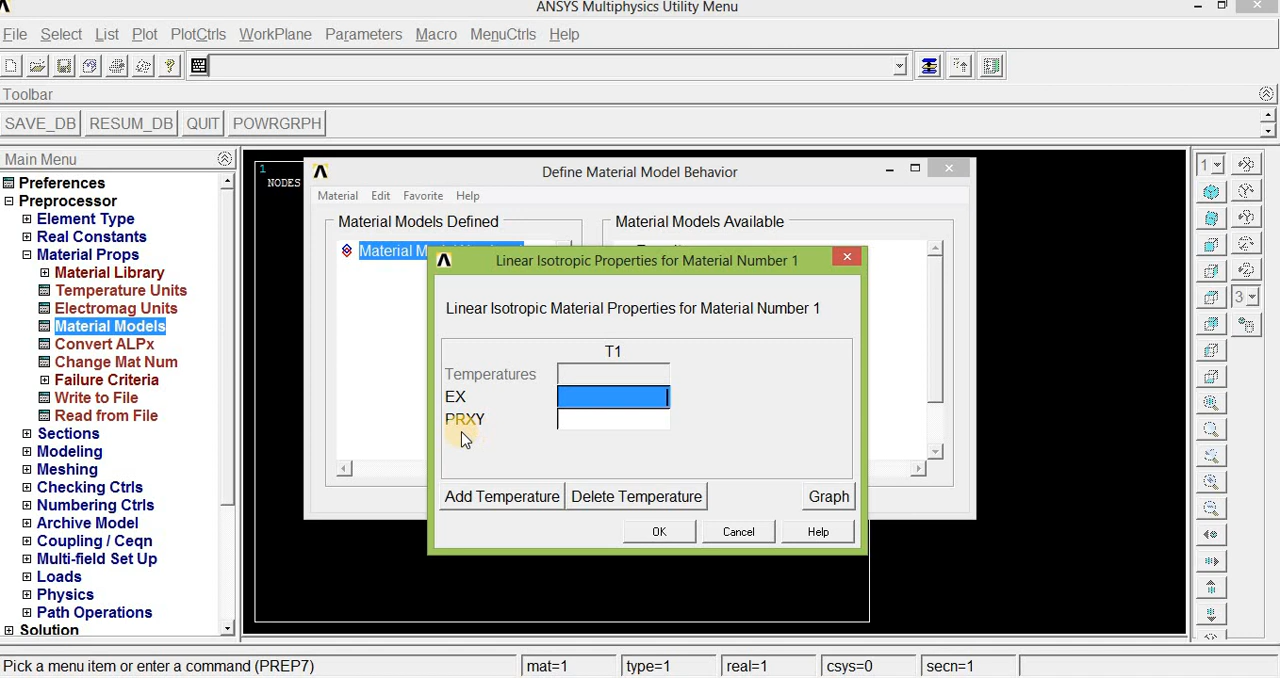 ANSYS Multiphysics Utility Menu
File Select List Plot PlotCtrls WorkPlane Parameters Macro MenuCtrls Help
Toolbar
SAVE_DB RESUM_DB QUIT POWRGRPH
Main Menu
Preferences
Preprocessor
Element Type
Real Constants
Material Props
Material Library
Temperature Units
Electromag Units
Material Models
Convert ALPx
Change Mat Num
Failure Criteria
Write to File
Read from File
Sections
Modeling
Meshing
Checking Ctrls
Numbering Ctrls
Archive Model
Coupling / Ceqn
Multi-field Set Up
Loads
Physics
Path Operations
Solution
1
NODES
Define Material Model Behavior
Material Edit Favorite Help
Material Models Defined
Material Models Available
Linear Isotropic Properties for Material Number 1
Linear Isotropic Material Properties for Material Number 1
T1
Temperatures
EX
PRXY
Add Temperature Delete Temperature Graph
OK Cancel Help
1
3
Pick a menu item or enter a command (PREP7) mat=1 type=1 real=1 csys=0 secn=1